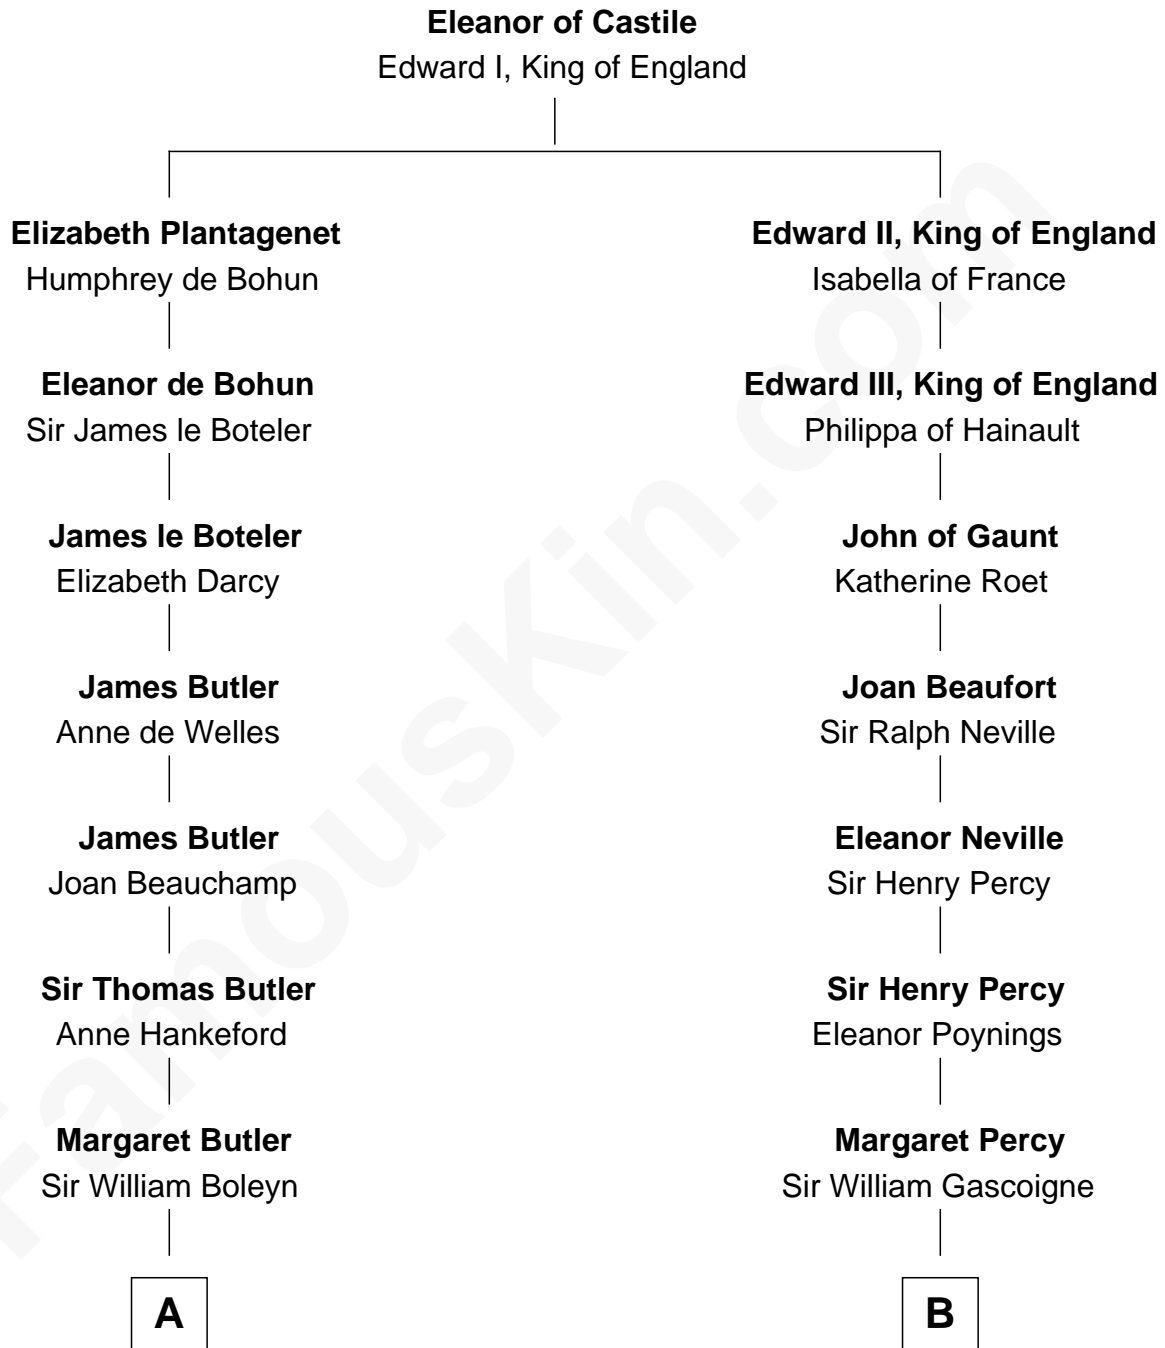 Eleanor of Castile
Edward I, King of England
Elizabeth Plantagenet
Humphrey de Bohun
Edward II, King of England
Isabella of France
Eleanor de Bohun
Sir James le Boteler
Edward III, King of England
Philippa of Hainault
James le Boteler
Elizabeth Darcy
John of Gaunt
Katherine Roet
James Butler
Anne de Welles
Joan Beaufort
Sir Ralph Neville
James Butler
Joan Beauchamp
Eleanor Neville
Sir Henry Percy
Sir Thomas Butler
Anne Hankeford
Sir Henry Percy
Eleanor Poynings
Margaret Butler
Sir William Boleyn
Margaret Percy
Sir William Gascoigne
A
B
FamousKin.com